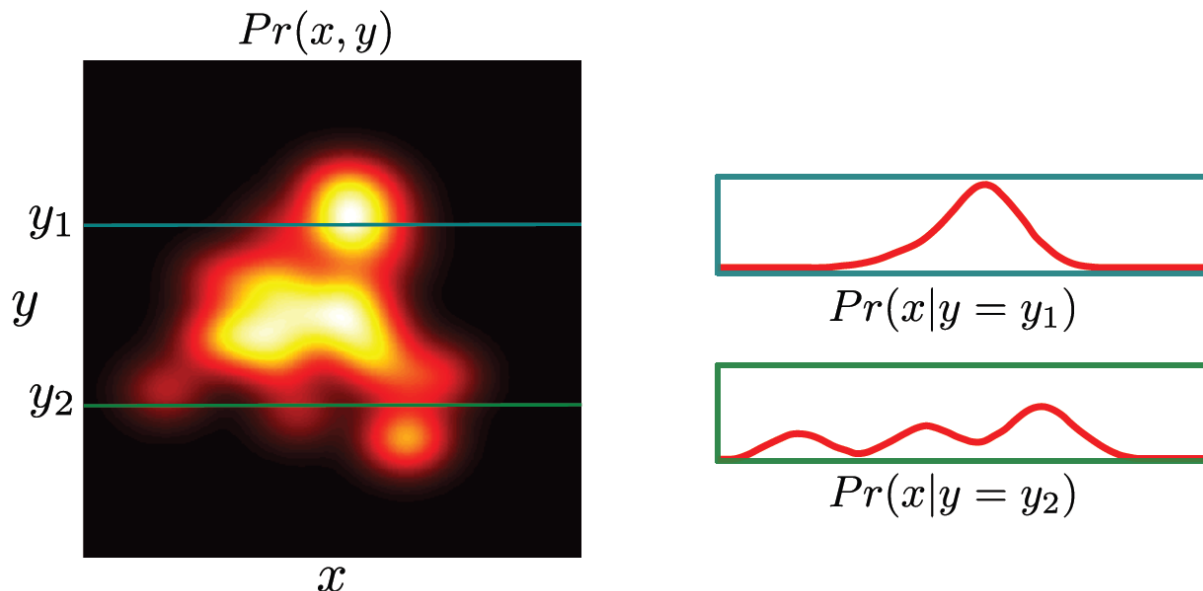 Pr(x, y)
y₁
y
y₂
x
Pr(x|y = y₁)
Pr(x|y = y₂)